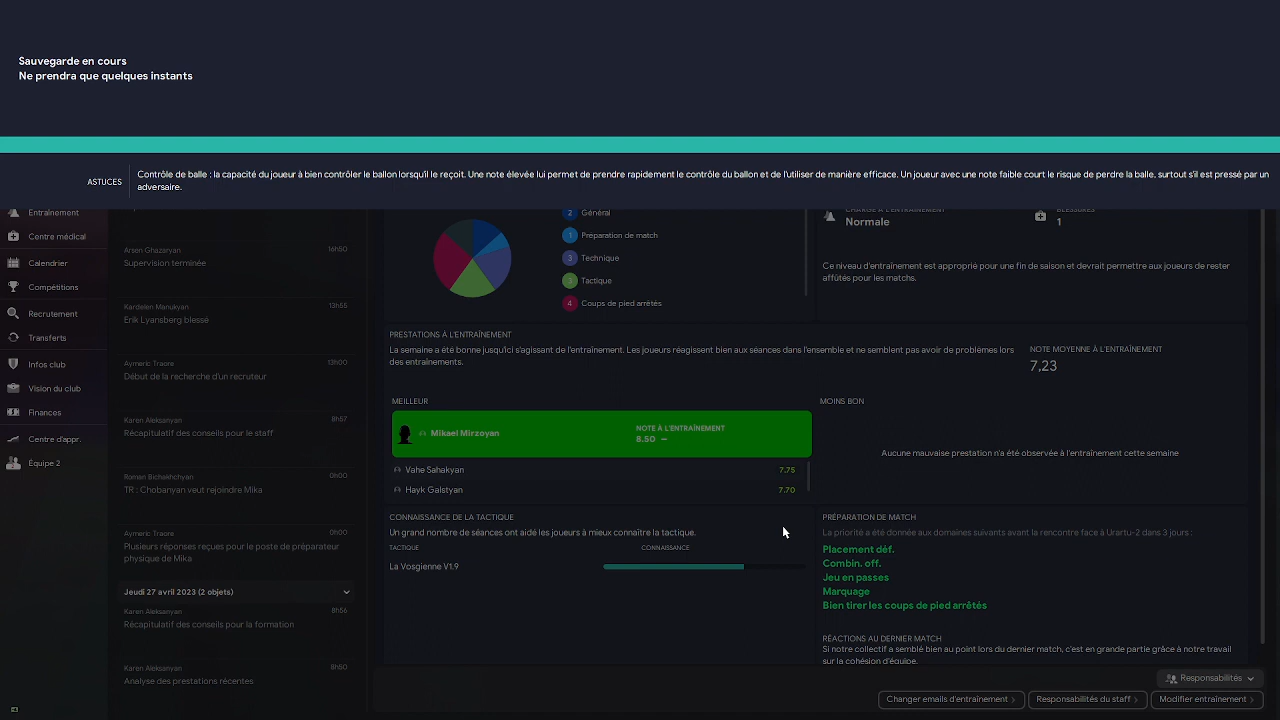 Sauvegarde en cours
Ne prendra que quelques instants
ASTUCES
Contrôle de balle : la capacité du joueur à bien contrôler le ballon lorsqu'il le reçoit. Une note élevée lui permet de prendre rapidement le contrôle du ballon et de l'utiliser de manière efficace. Un joueur avec une note faible court le risque de perdre la balle, surtout s'il est pressé par un
adversaire.
Entraînement
Centre médical
Calendrier
Compétitions
Recrutement
Transferts
Infos club
Vision du club
Finances
Centre d'appr.
Équipe 2
Arsen Ghazaryan 16h50
Supervision terminée
Kardelen Manukyan 13h55
Erik Lyansberg blessé
Aymeric Traore 13h00
Début de la recherche d'un recruteur
Karen Aleksanyan 8h57
Récapitulatif des conseils pour le staff
Roman Bichakhchyan 0h00
TR : Chobanyan veut rejoindre Mika
Aymeric Traore 0h00
Plusieurs réponses reçues pour le poste de préparateur
physique de Mika
Jeudi 27 avril 2023 (2 objets)
Karen Aleksanyan 8h56
Récapitulatif des conseils pour la formation
Karen Aleksanyan 8h50
Analyse des prestations récentes
2 Général
1 Préparation de match
3 Technique
3 Tactique
4 Coups de pied arrêtés
CHARGE À L'ENTRAÎNEMENT
Normale
BLESSURES
1
Ce niveau d'entraînement est approprié pour une fin de saison et devrait permettre aux joueurs de rester
affûtés pour les matchs.
PRESTATIONS À L'ENTRAÎNEMENT
La semaine a été bonne jusqu'ici s'agissant de l'entraînement. Les joueurs réagissent bien aux séances dans l'ensemble et ne semblent pas avoir de problèmes lors
des entraînements.
NOTE MOYENNE À L'ENTRAÎNEMENT
7,23
MEILLEUR
Mikael Mirzoyan
NOTE À L'ENTRAÎNEMENT
8.50 –
Vahe Sahakyan 7.75
Hayk Galstyan 7.70
MOINS BON
Aucune mauvaise prestation n'a été observée à l'entraînement cette semaine
CONNAISSANCE DE LA TACTIQUE
Un grand nombre de séances ont aidé les joueurs à mieux connaître la tactique.
TACTIQUE CONNAISSANCE
La Vosgienne V1.9
PRÉPARATION DE MATCH
La priorité a été donnée aux domaines suivants avant la rencontre face à Urartu-2 dans 3 jours :
Placement déf.
Combin. off.
Jeu en passes
Marquage
Bien tirer les coups de pied arrêtés
RÉACTIONS AU DERNIER MATCH
Si notre collectif a semblé bien au point lors du dernier match, c'est en grande partie grâce à notre travail
sur la cohésion d'équipe.
Responsabilités
Changer emails d'entraînement
Responsabilités du staff
Modifier entraînement